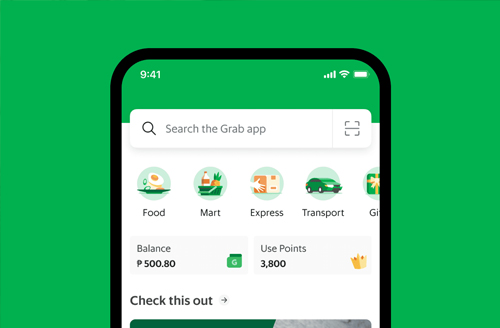 9:41
Search the Grab app
Food
Mart
Express
Transport
Gi
Balance
₱ 500.80
G
Use Points
3,800
Check this out